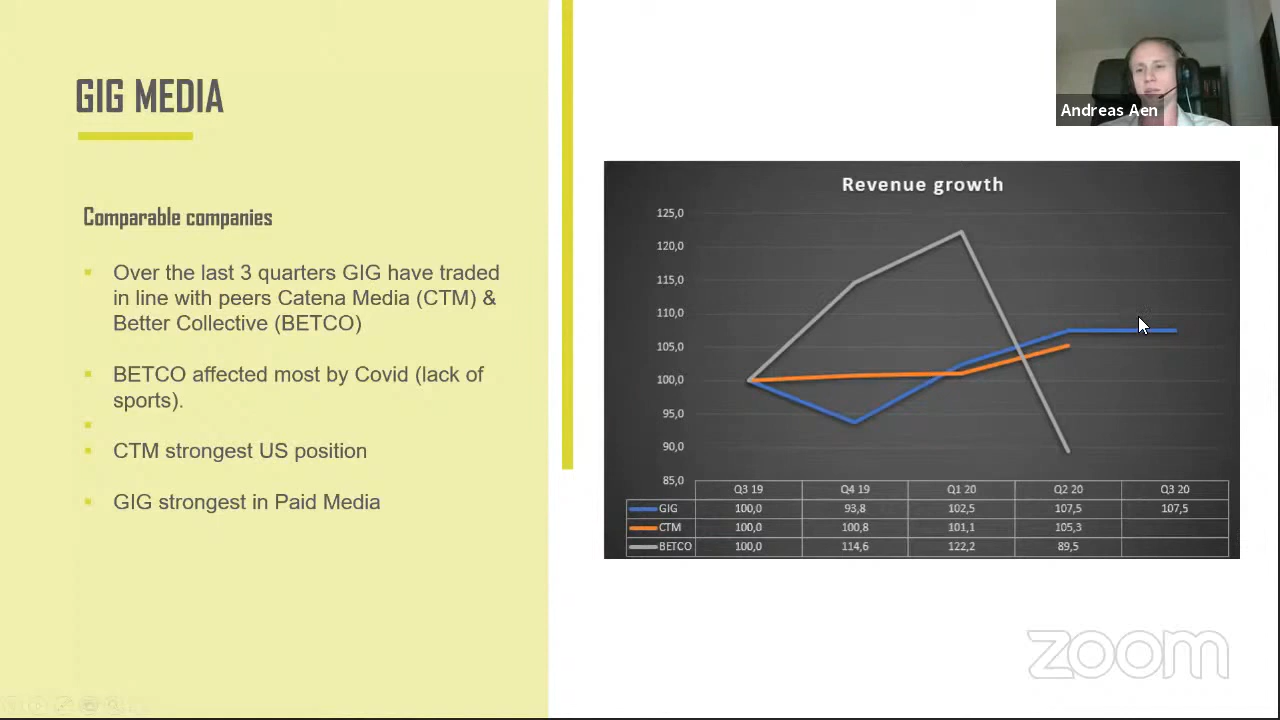 GIG MEDIA
Andreas Aen
Comparable companies
Over the last 3 quarters GIG have traded
in line with peers Catena Media (CTM) &
Better Collective (BETCO)
BETCO affected most by Covid (lack of
sports).
CTM strongest US position
GIG strongest in Paid Media
Revenue growth
125,0
120,0
115,0
110,0
105,0
100,0
95,0
90,0
85,0
Q3 19 Q4 19 Q1 20 Q2 20 Q3 20
GIG 100,0 93,8 102,5 107,5 107,5
CTM 100,0 100,8 101,1 105,3
BETCO 100,0 114,6 122,2 89,5
zoom